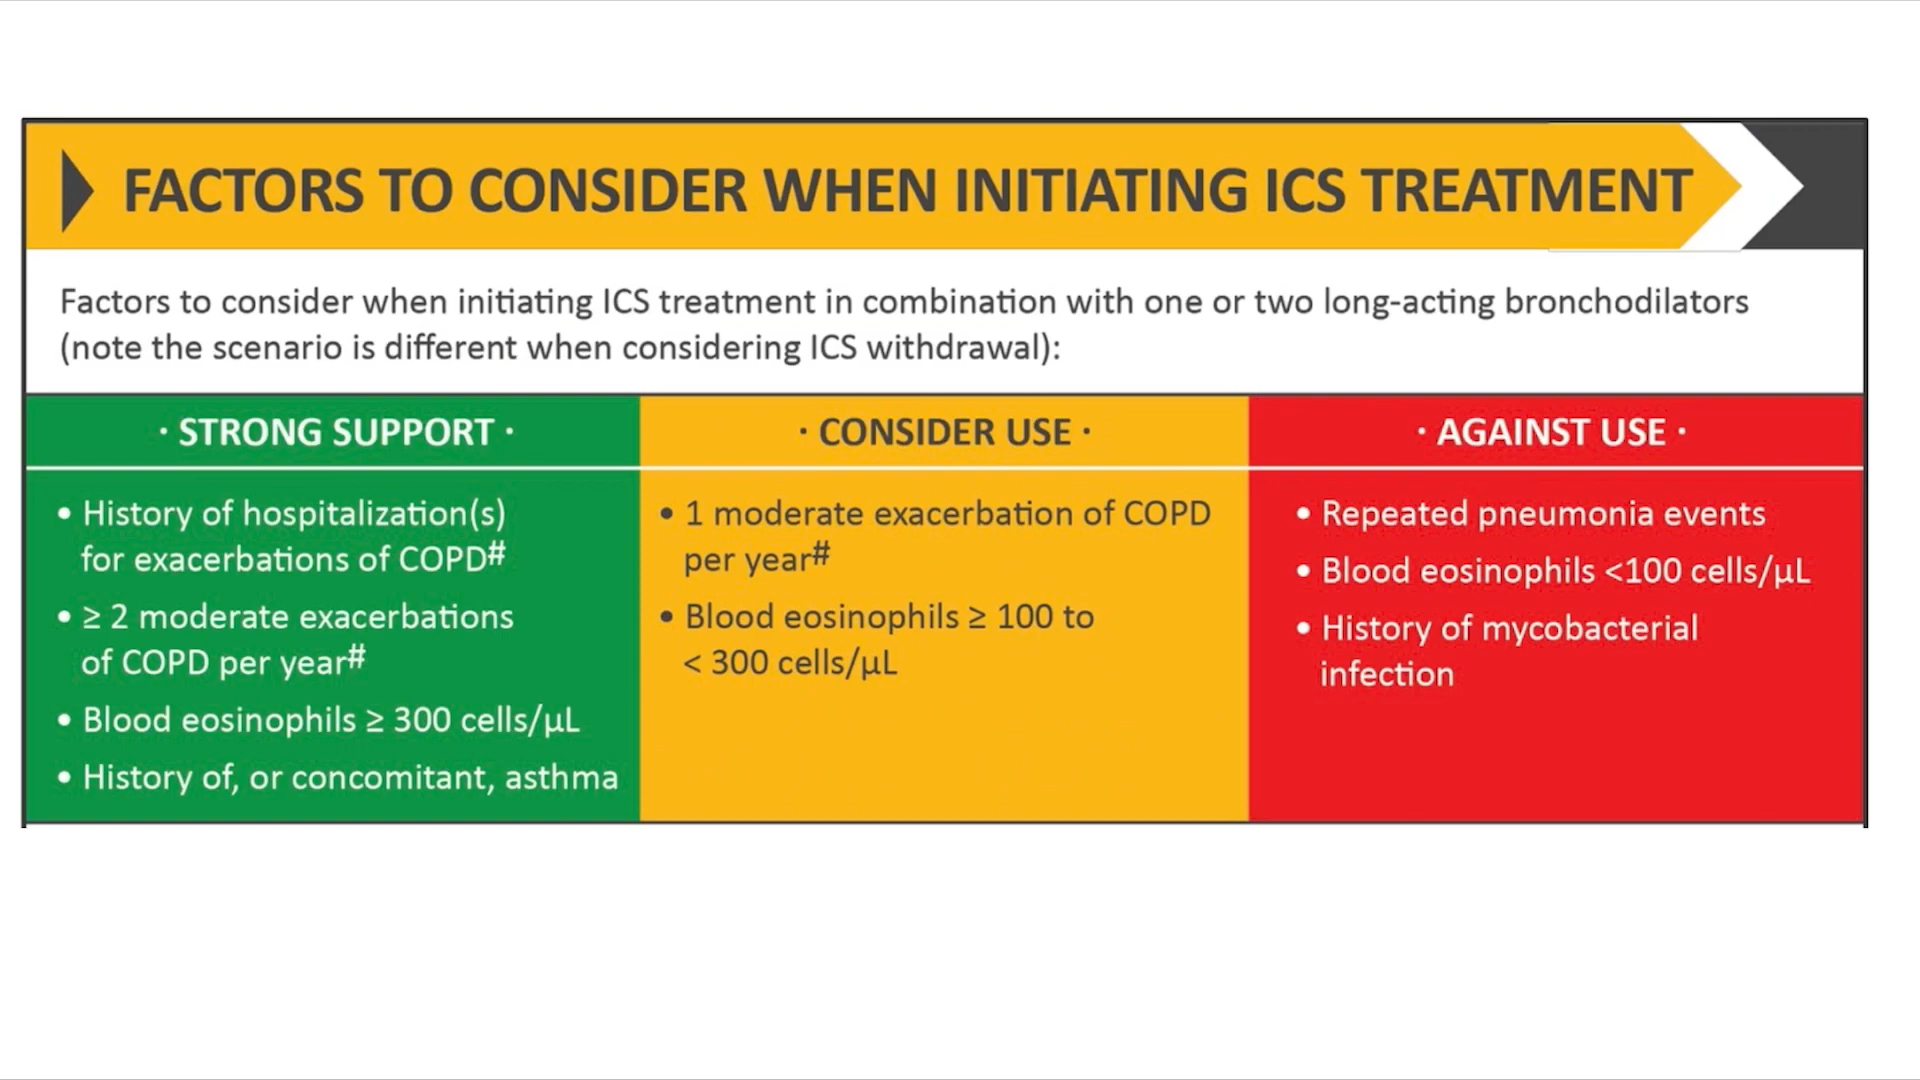 FACTORS TO CONSIDER WHEN INITIATING ICS TREATMENT
Factors to consider when initiating ICS treatment in combination with one or two long-acting bronchodilators
(note the scenario is different when considering ICS withdrawal):
· STRONG SUPPORT ·
• History of hospitalization(s)
for exacerbations of COPD#
• ≥ 2 moderate exacerbations
of COPD per year#
• Blood eosinophils ≥ 300 cells/µL
• History of, or concomitant, asthma
· CONSIDER USE ·
• 1 moderate exacerbation of COPD
per year#
• Blood eosinophils ≥ 100 to
< 300 cells/µL
· AGAINST USE ·
• Repeated pneumonia events
• Blood eosinophils <100 cells/µL
• History of mycobacterial
infection